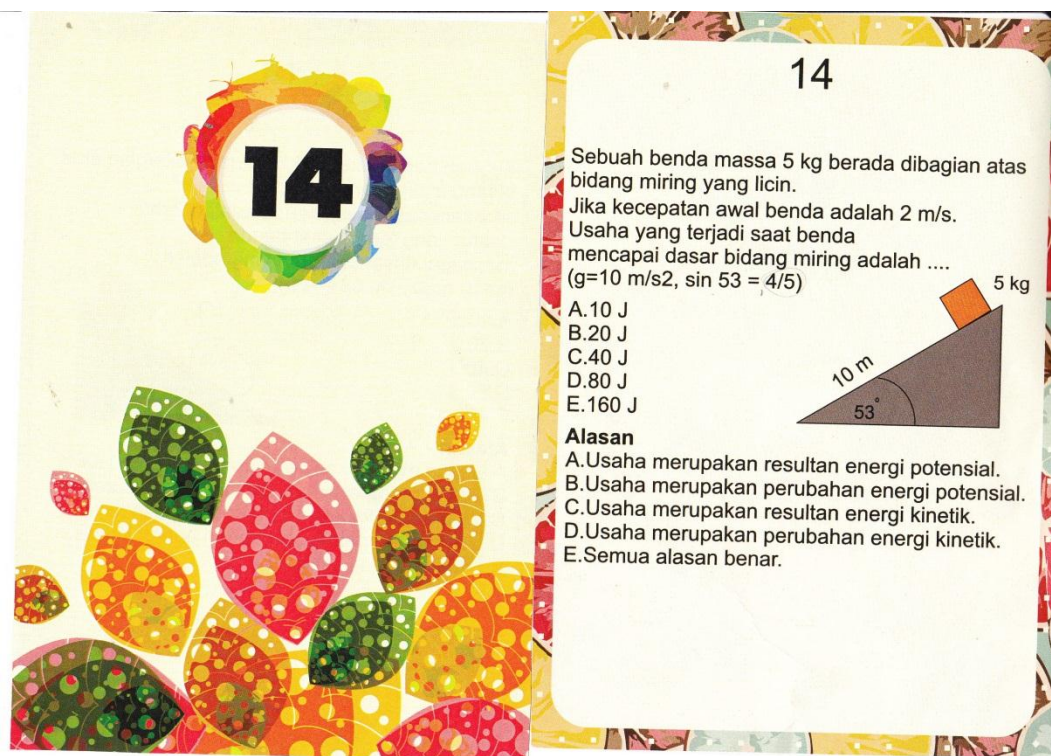 14
14
Sebuah benda massa 5 kg berada dibagian atas
bidang miring yang licin.
Jika kecepatan awal benda adalah 2 m/s.
Usaha yang terjadi saat benda
mencapai dasar bidang miring adalah ....
(g=10 m/s2, sin 53 = 4/5)
A.10 J
B.20 J
C.40 J
D.80 J
E.160 J
5 kg
10 m
53°
Alasan
A.Usaha merupakan resultan energi potensial.
B.Usaha merupakan perubahan energi potensial.
C.Usaha merupakan resultan energi kinetik.
D.Usaha merupakan perubahan energi kinetik.
E.Semua alasan benar.